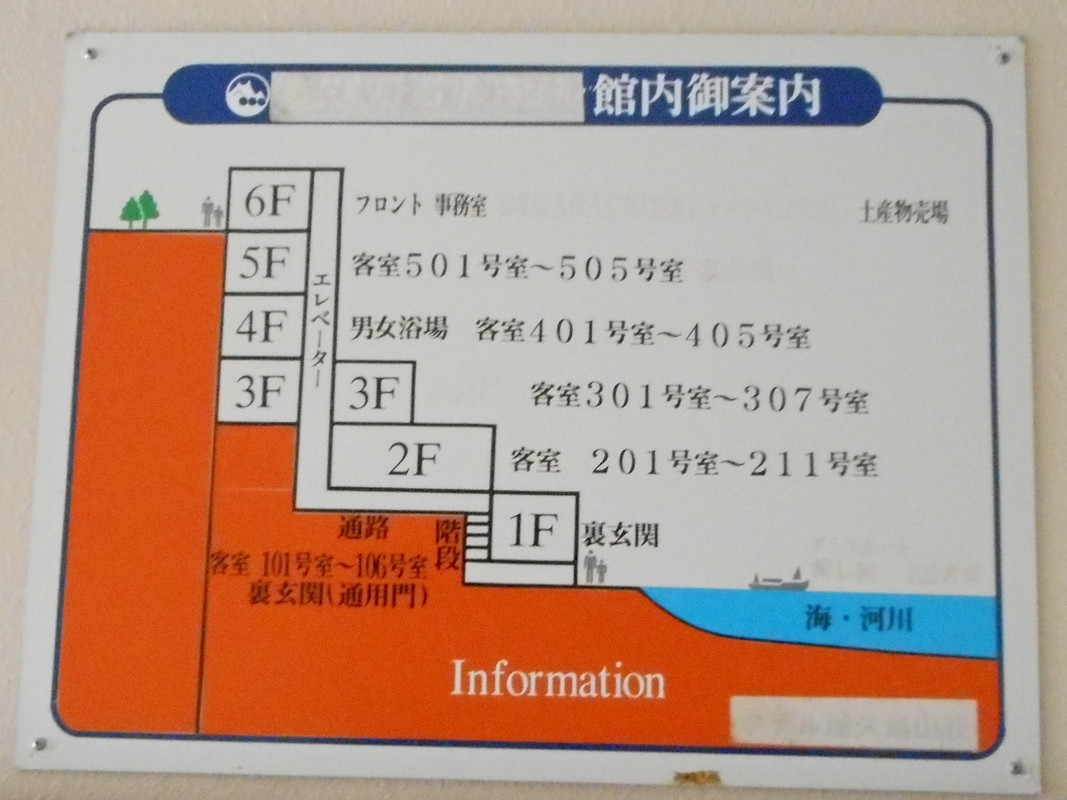 館内御案内
6F フロント 事務室 土産物売場
5F 客室501号室～505号室
エレベーター
4F 男女浴場 客室401号室～405号室
3F 3F 客室301号室～307号室
2F 客室 201号室～211号室
通路 階段 1F 裏玄関
客室 101号室～106号室
裏玄関(通用門)
海・河川
Information